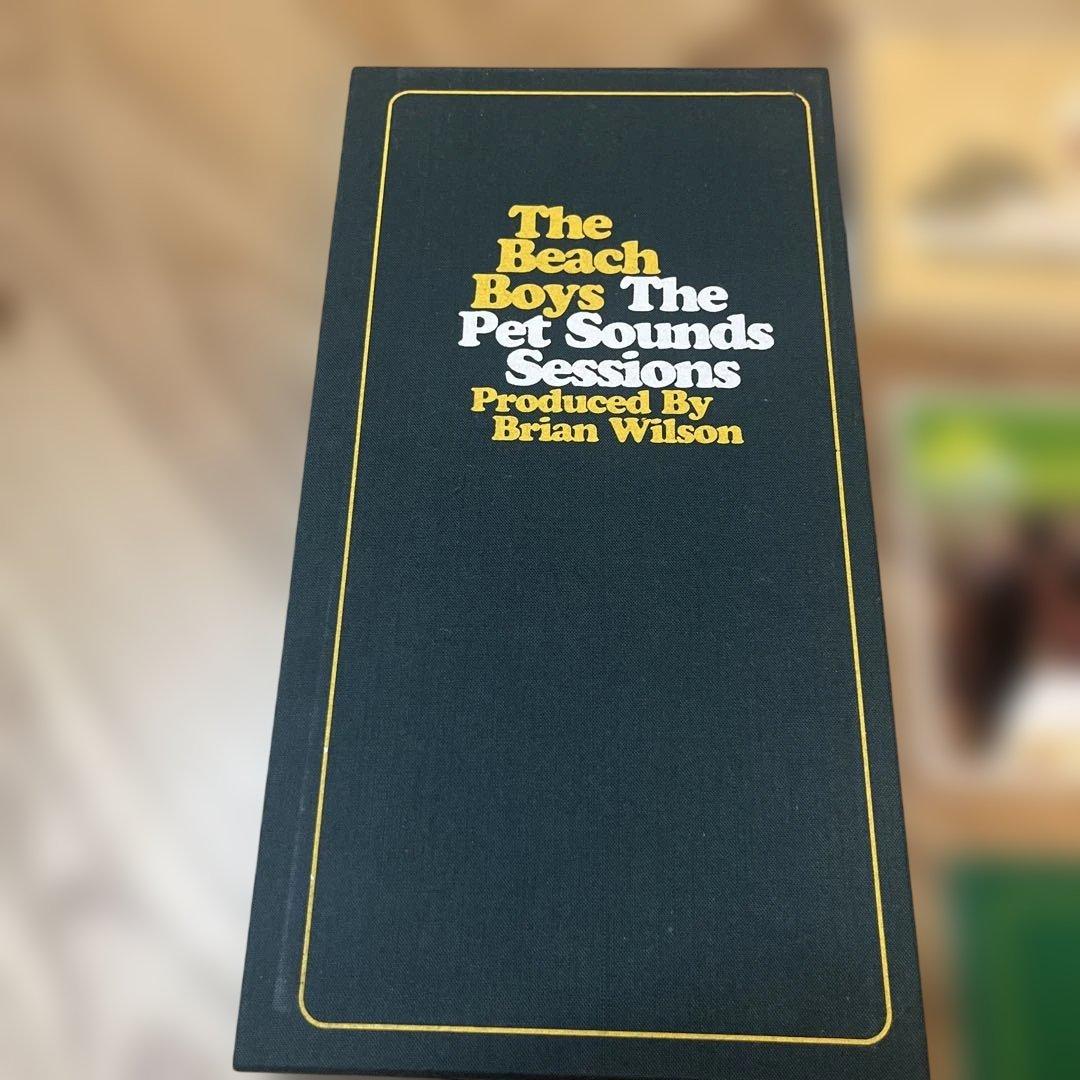 The
Beach
Boys The
Pet Sounds
Sessions
Produced By
Brian Wilson